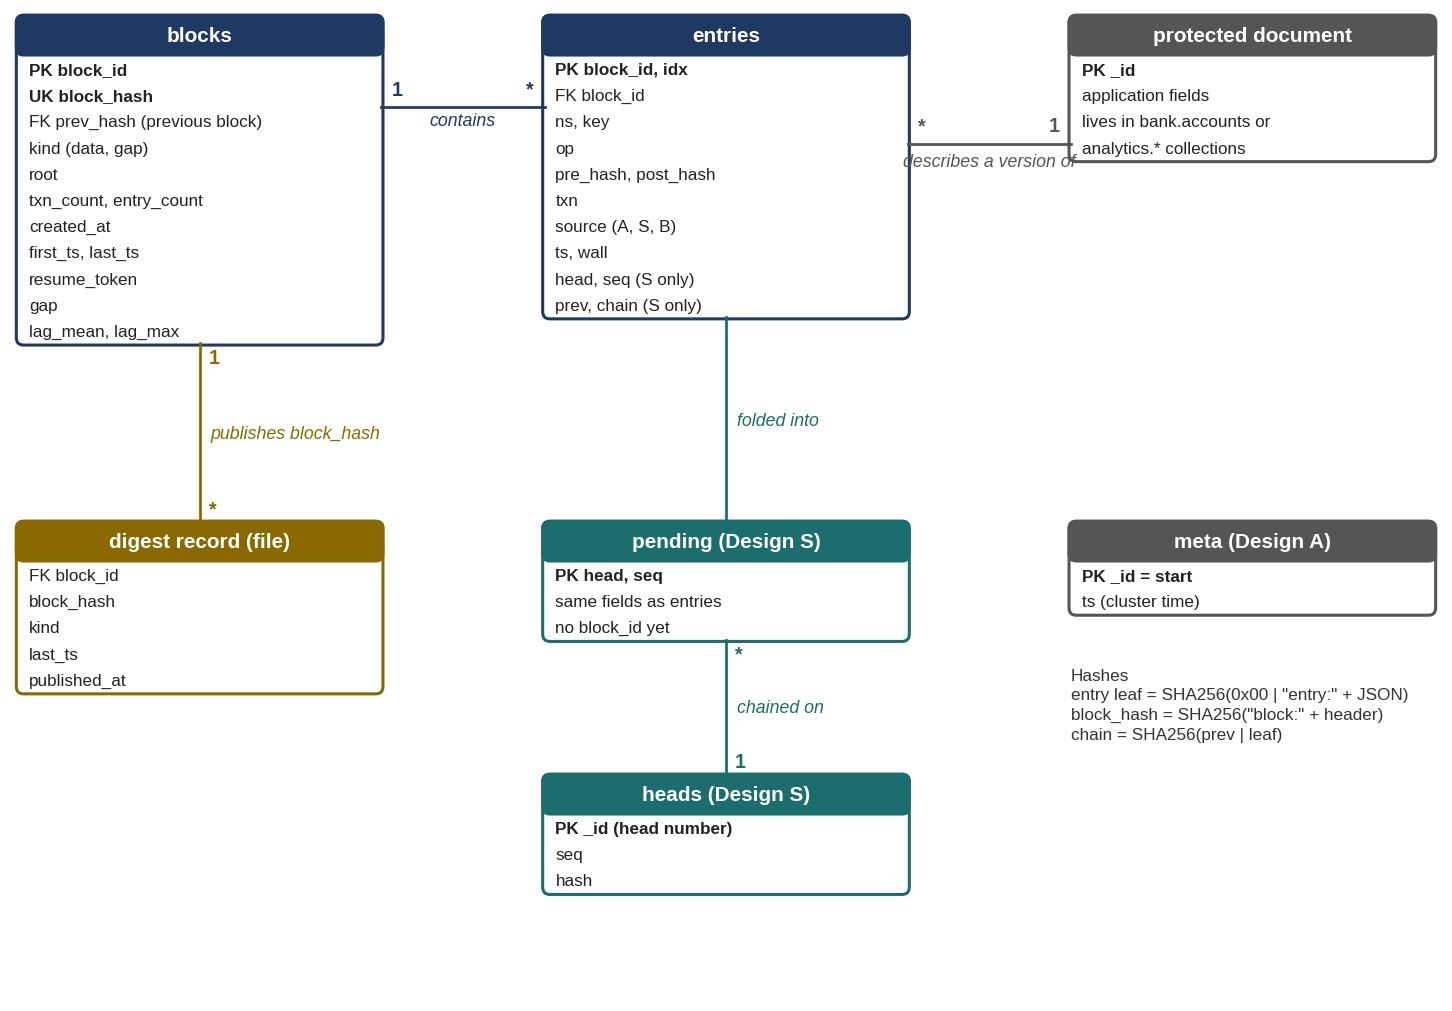 blocks
PK block_id
UK block_hash
FK prev_hash (previous block)
kind (data, gap)
root
txn_count, entry_count
created_at
first_ts, last_ts
resume_token
gap
lag_mean, lag_max
1
*
contains
entries
PK block_id, idx
FK block_id
ns, key
op
pre_hash, post_hash
txn
source (A, S, B)
ts, wall
head, seq (S only)
prev, chain (S only)
*
1
describes a version of
protected document
PK _id
application fields
lives in bank.accounts or
analytics.* collections
1
publishes block_hash
*
folded into
digest record (file)
FK block_id
block_hash
kind
last_ts
published_at
pending (Design S)
PK head, seq
same fields as entries
no block_id yet
*
chained on
1
heads (Design S)
PK _id (head number)
seq
hash
meta (Design A)
PK _id = start
ts (cluster time)
Hashes
entry leaf = SHA256(0x00 | "entry:" + JSON)
block_hash = SHA256("block:" + header)
chain = SHA256(prev | leaf)